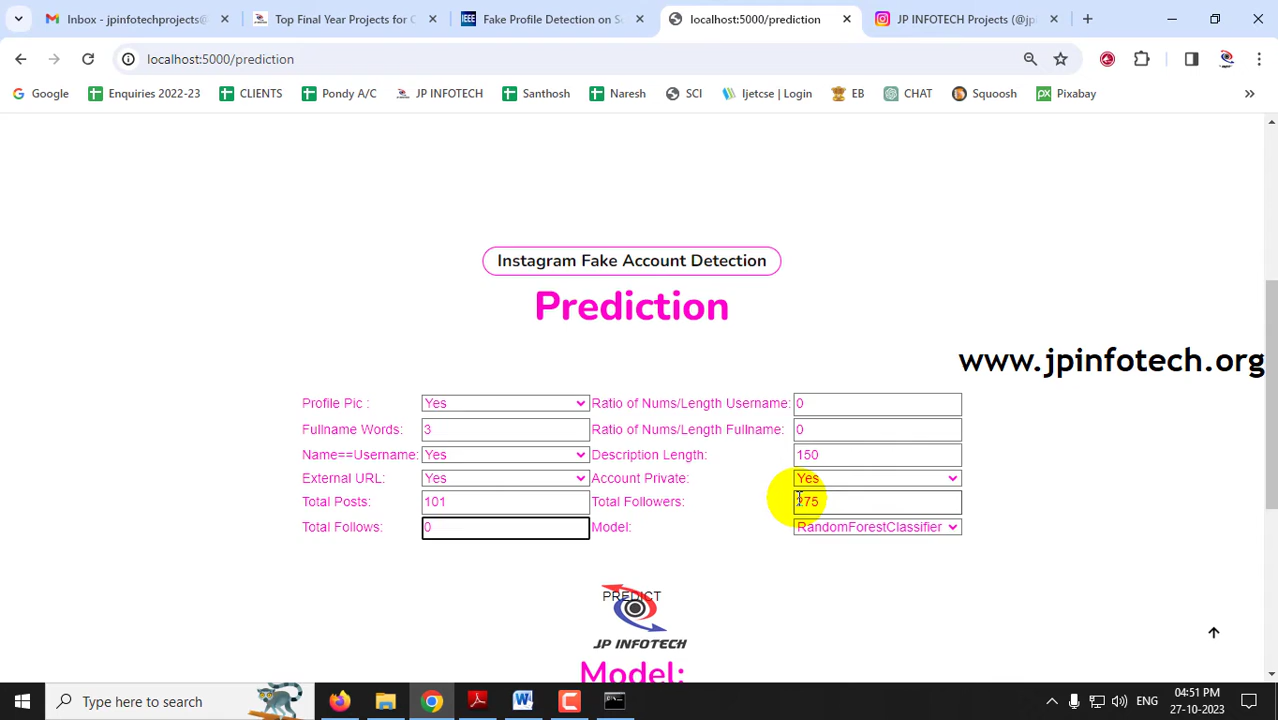 Inbox - jpinfotechprojects@
Top Final Year Projects for C
IEEE
Fake Profile Detection on So
localhost:5000/prediction
JP INFOTECH Projects (@jp
localhost:5000/prediction
Google
Enquiries 2022-23
CLIENTS
Pondy A/C
JP INFOTECH
Santhosh
Naresh
SCI
Ijetcse | Login
EB
CHAT
Squoosh
Pixabay
Instagram Fake Account Detection
Prediction
www.jpinfotech.org
Profile Pic : Yes Ratio of Nums/Length Username: 0
Fullname Words: 3 Ratio of Nums/Length Fullname: 0
Name==Username: Yes Description Length: 150
External URL: Yes Account Private: Yes
Total Posts: 101 Total Followers: 275
Total Follows: 0 Model: RandomForestClassifier
PREDICT
JP INFOTECH
Model:
Type here to search
ENG
04:51 PM
27-10-2023